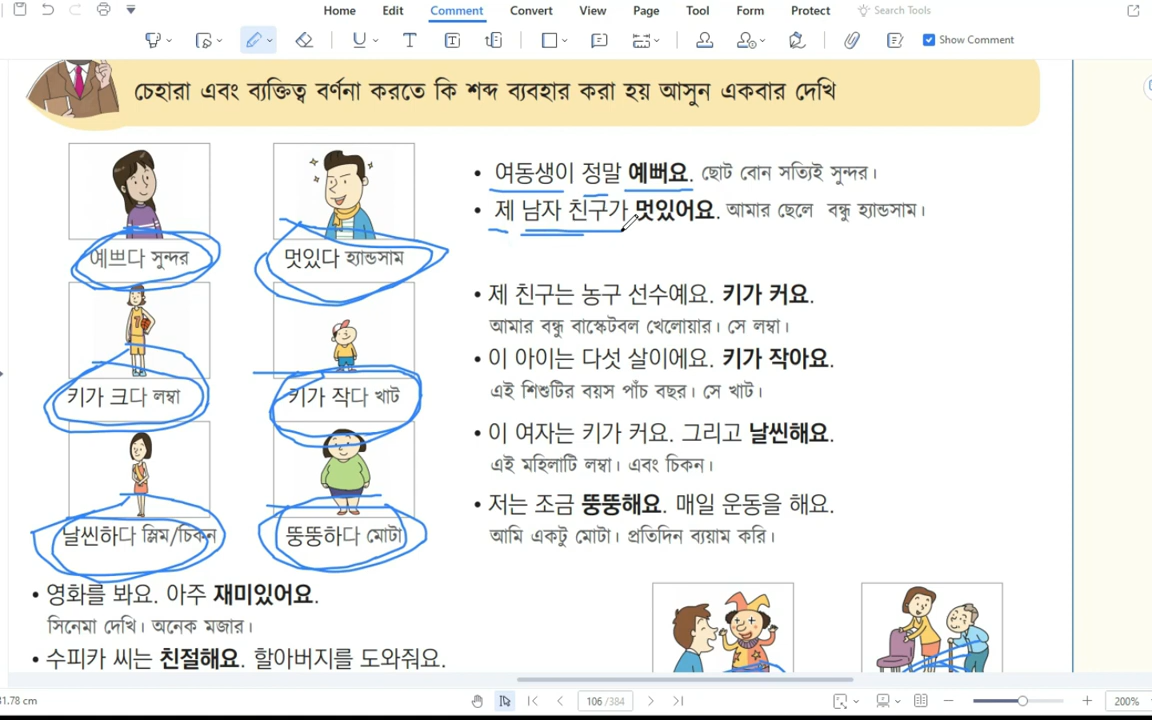 Home Edit Comment Convert View Page Tool Form Protect Search Tools
Show Comment
চেহারা এবং ব্যক্তিত্ব বর্ণনা করতে কি শব্দ ব্যবহার করা হয় আসুন একবার দেখি
예쁘다 সুন্দর
멋있다 হ্যান্ডসাম
키가 크다 লম্বা
키가 작다 খাট
날씬하다 স্লিম/চিকন
뚱뚱하다 মোটা
• 여동생이 정말 예뻐요. ছোট বোন সত্যিই সুন্দর।
• 제 남자 친구가 멋있어요. আমার ছেলে বন্ধু হ্যান্ডসাম।
• 제 친구는 농구 선수예요. 키가 커요.
আমার বন্ধু বাস্কেটবল খেলোয়ার। সে লম্বা।
• 이 아이는 다섯 살이에요. 키가 작아요.
এই শিশুটির বয়স পাঁচ বছর। সে খাট।
• 이 여자는 키가 커요. 그리고 날씬해요.
এই মহিলাটি লম্বা। এবং চিকন।
• 저는 조금 뚱뚱해요. 매일 운동을 해요.
আমি একটু মোটা। প্রতিদিন ব্যয়াম করি।
• 영화를 봐요. 아주 재미있어요.
সিনেমা দেখি। অনেক মজার।
• 수피카 씨는 친절해요. 할아버지를 도와줘요.
31.78 cm
106 /384
200%